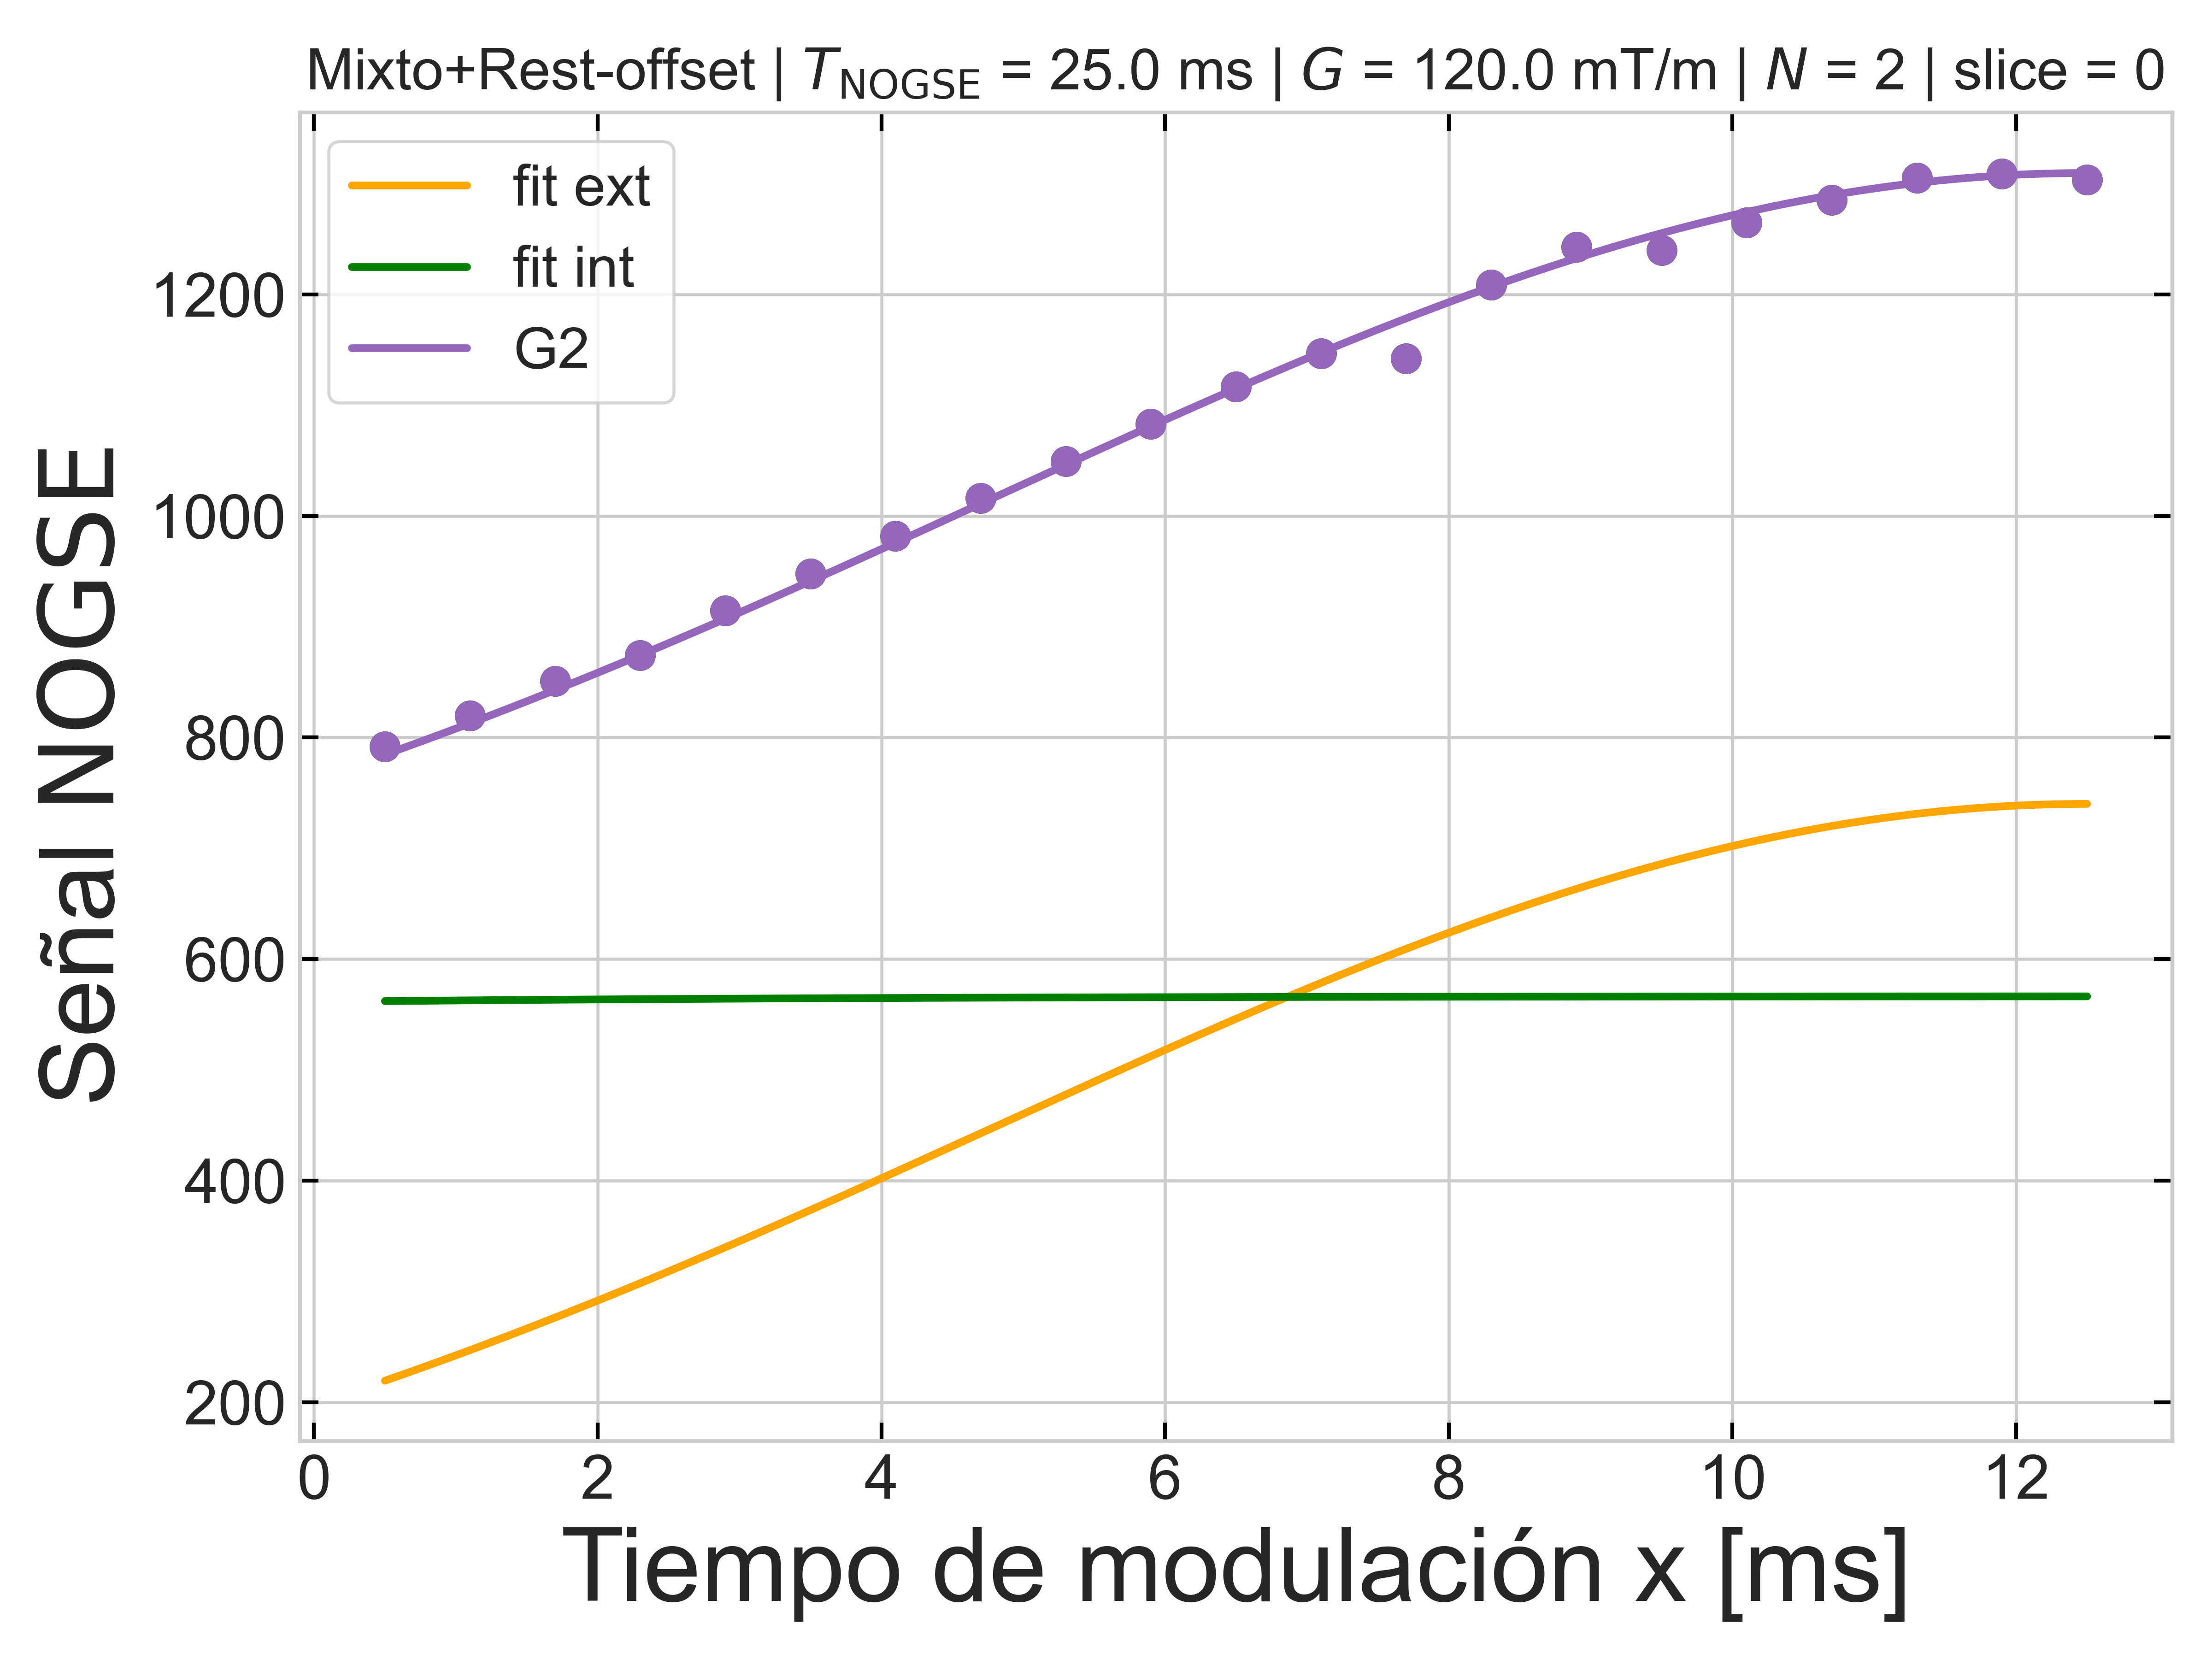 Mixto+Rest-offset | T_NOGSE = 25.0 ms | G = 120.0 mT/m | N = 2 | slice = 0
fit ext
fit int
G2
Señal NOGSE
1200
1000
800
600
400
200
0 2 4 6 8 10 12
Tiempo de modulación x [ms]